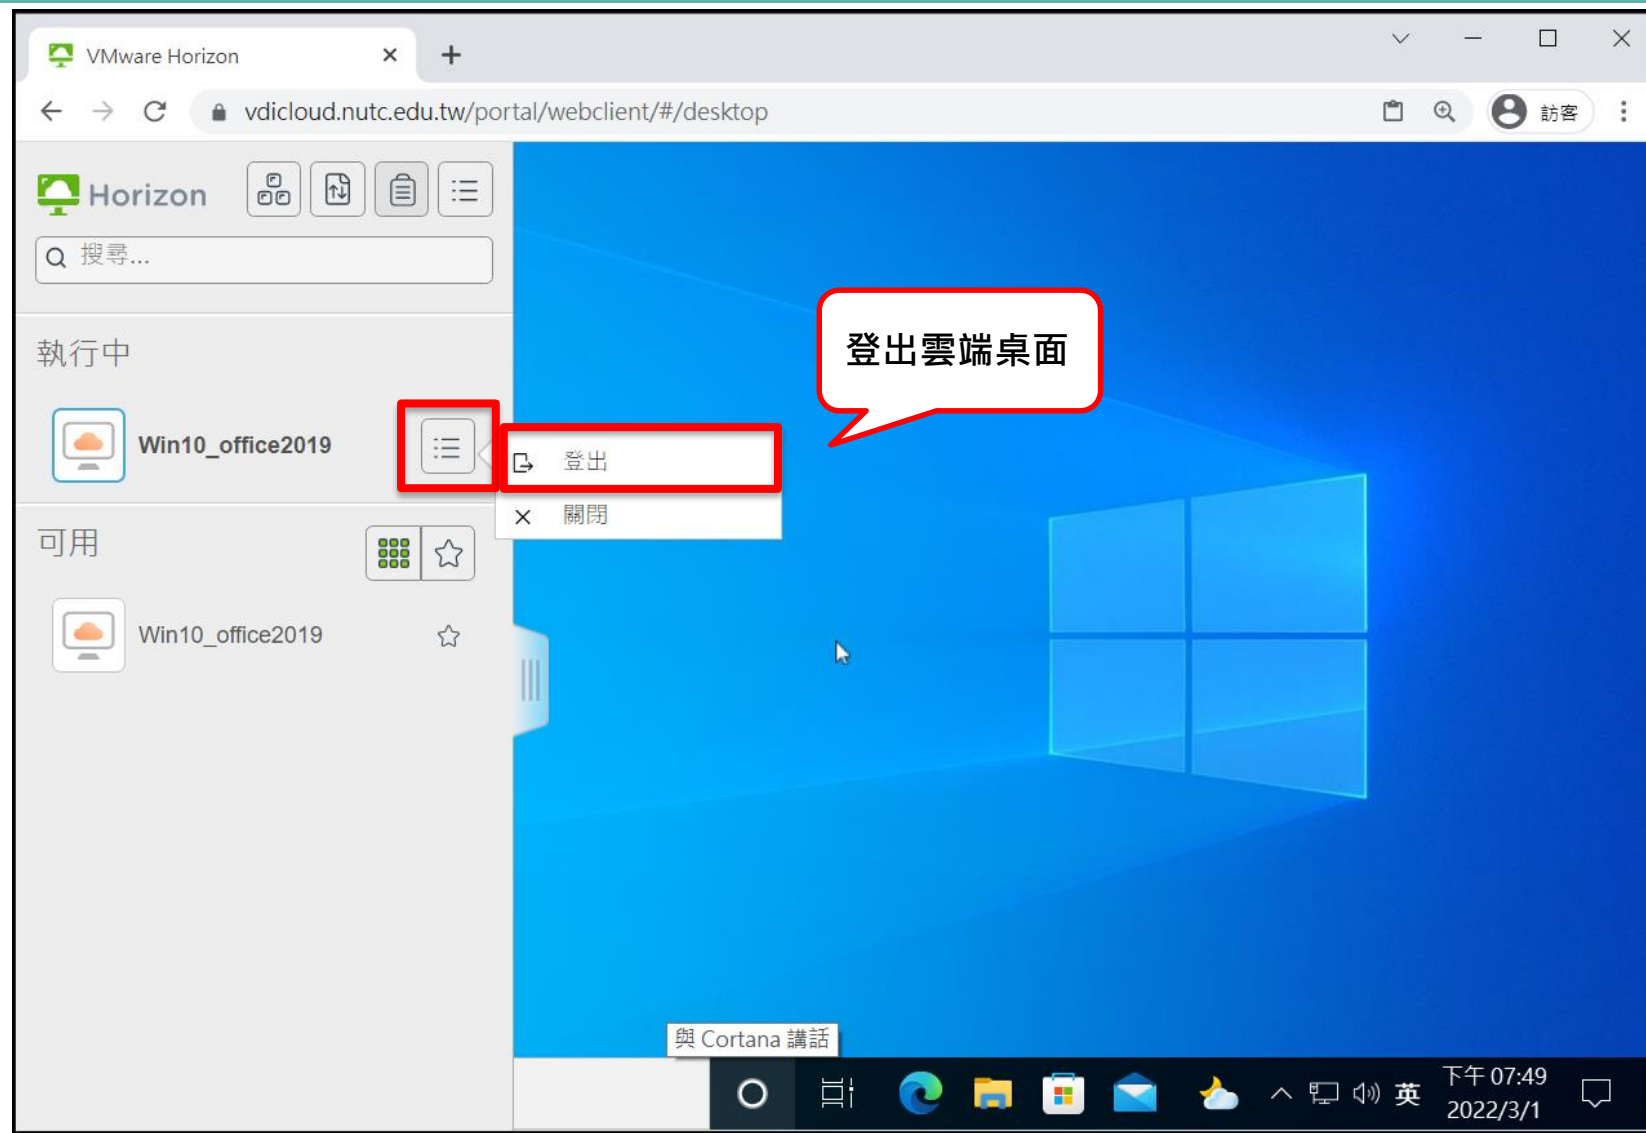 VMware Horizon
vdicloud.nutc.edu.tw/portal/webclient/#/desktop
訪客
Horizon
搜尋...
登出雲端桌面
執行中
Win10_office2019
登出
關閉
可用
Win10_office2019
與 Cortana 講話
英
下午 07:49
2022/3/1